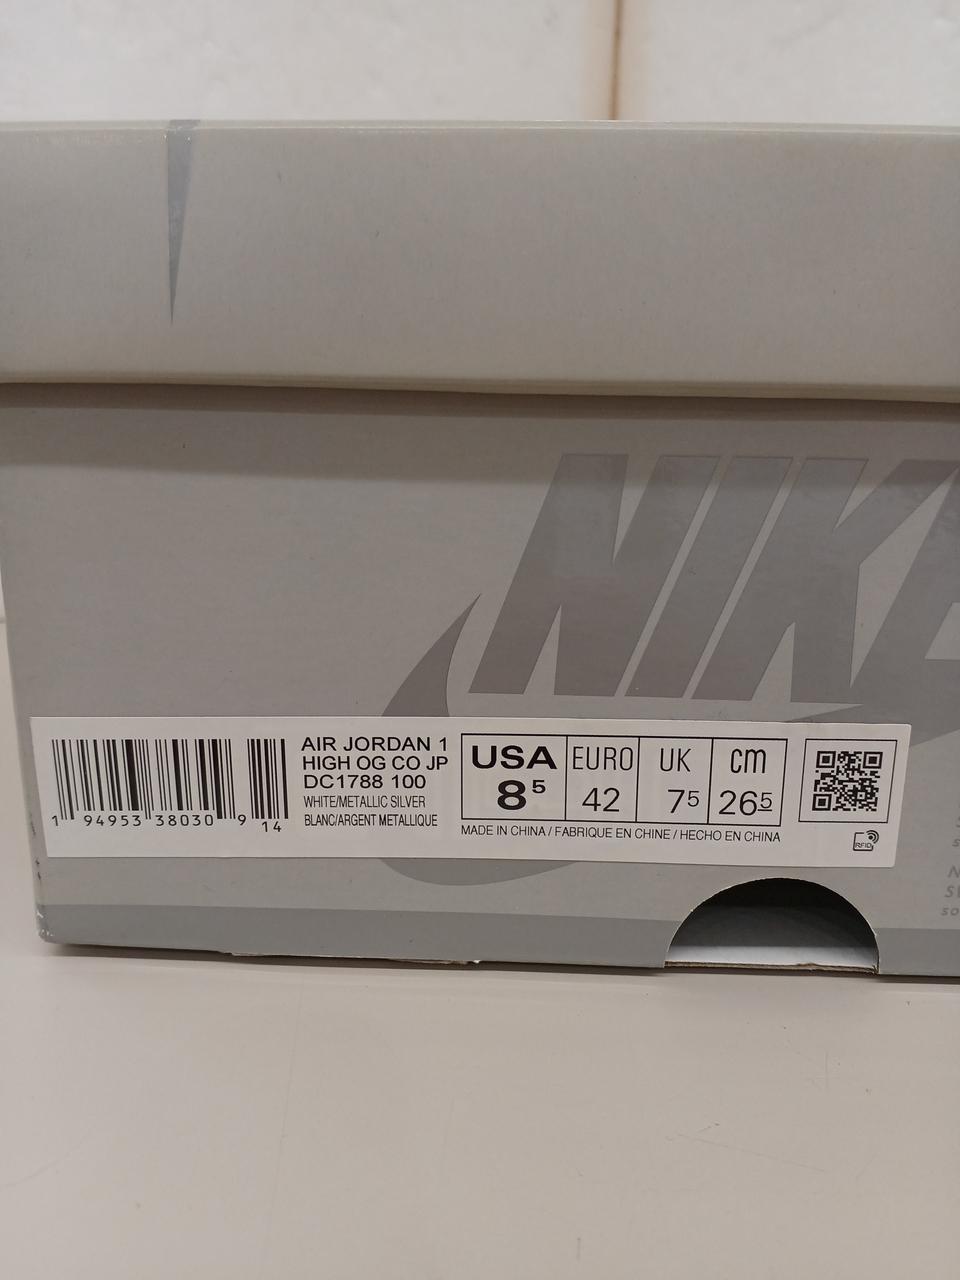 NIKE
AIR JORDAN 1
HIGH OG CO JP
DC1788 100
WHITE/METALLIC SILVER
BLANC/ARGENT METALLIQUE
1 94953 38030 9 14
USA EURO UK cm
8 5 42 7 5 26 5
MADE IN CHINA / FABRIQUE EN CHINE / HECHO EN CHINA
RFID